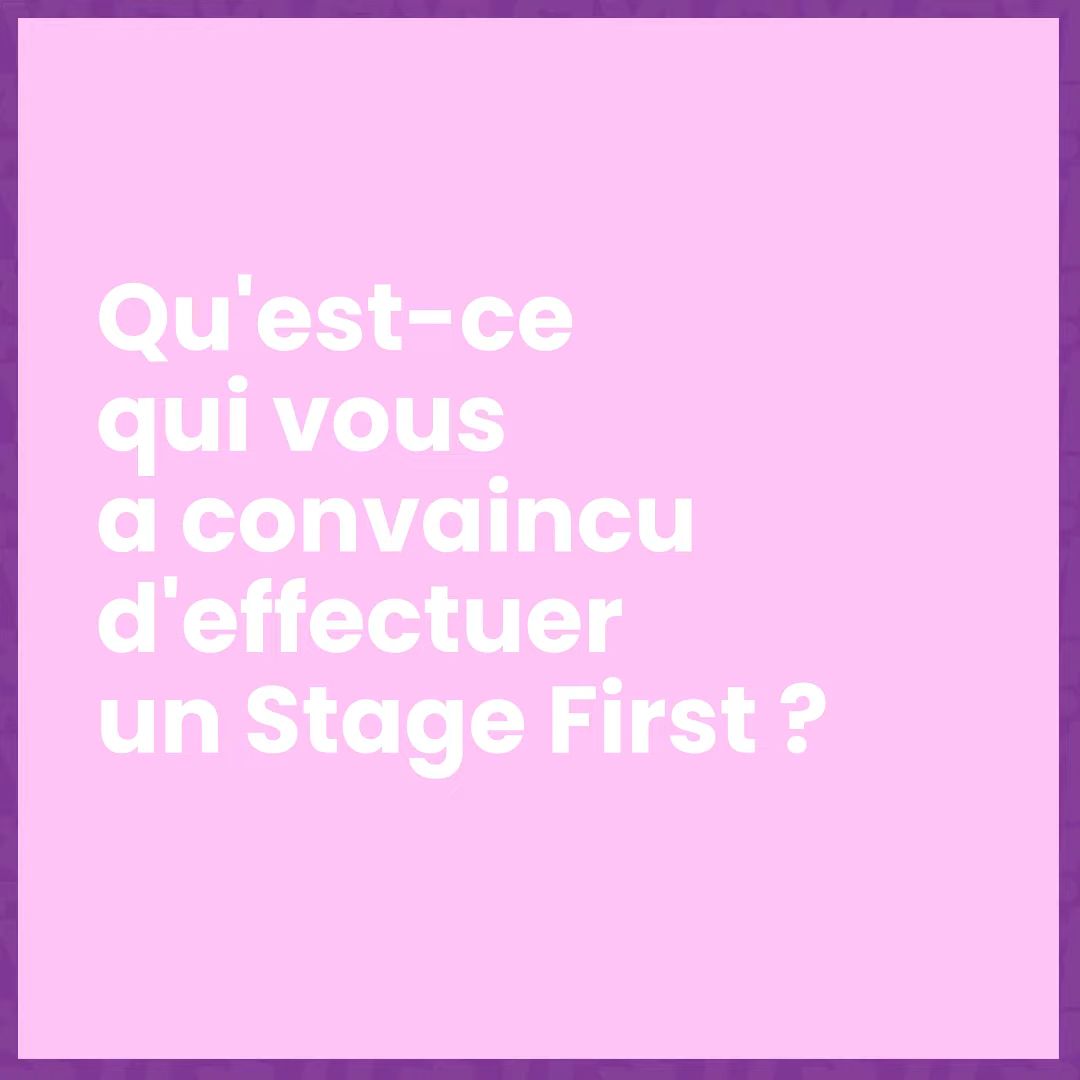 Qu'est-ce
qui vous
a convaincu
d'effectuer
un Stage First ?